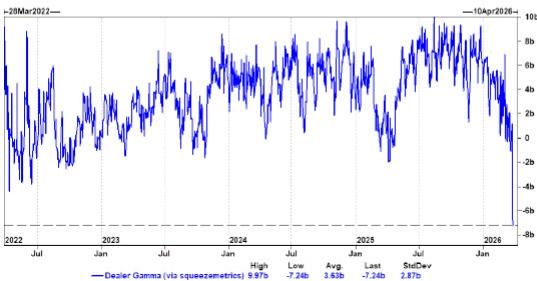 28Mar2022
10Apr2026
10b
8b
6b
4b
2b
0
-2b
-4b
-6b
-8b
2022 2023 2024 2025 2026
Jul Jan Jul Jan Jul Jan Jul Jan
High Low Avg. Last StdDev
Dealer Gamma (via squeezemetrics) 9.97b -7.24b 3.63b -7.24b 2.87b